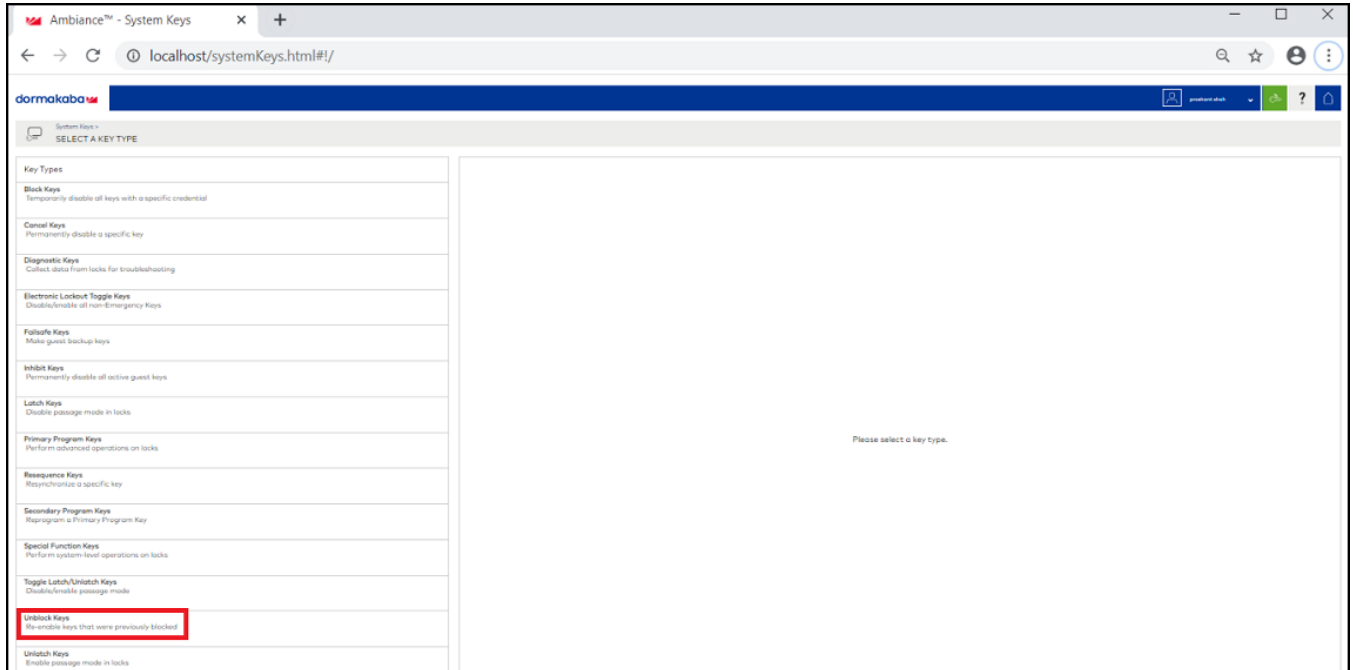 Ambiance™ - System Keys
localhost/systemKeys.html#!/
dormakaba
prashant shah
?
System Keys >
SELECT A KEY TYPE
Key Types
Block Keys
Temporarily disable all keys with a specific credential
Cancel Keys
Permanently disable a specific key
Diagnostic Keys
Collect data from locks for troubleshooting
Electronic Lockout Toggle Keys
Disable/enable all non-Emergency Keys
Failsafe Keys
Make guest backup keys
Inhibit Keys
Permanently disable all active guest keys
Latch Keys
Disable passage mode in locks
Primary Program Keys
Perform advanced operations on locks
Resequence Keys
Resynchronize a specific key
Secondary Program Keys
Reprogram a Primary Program Key
Special Function Keys
Perform system-level operations on locks
Toggle Latch/Unlatch Keys
Disable/enable passage mode
Unblock Keys
Re-enable keys that were previously blocked
Unlatch Keys
Enable passage mode in locks
Please select a key type.